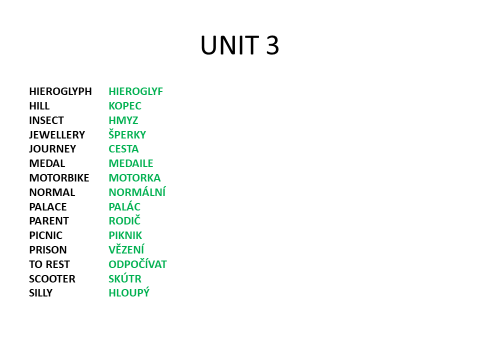 UNIT 3
HIEROGLYPH HIEROGLYF
HILL KOPEC
INSECT HMYZ
JEWELLERY ŠPERKY
JOURNEY CESTA
MEDAL MEDAILE
MOTORBIKE MOTORKA
NORMAL NORMÁLNÍ
PALACE PALÁC
PARENT RODIČ
PICNIC PIKNIK
PRISON VĚZENÍ
TO REST ODPOČÍVAT
SCOOTER SKÚTR
SILLY HLOUPÝ